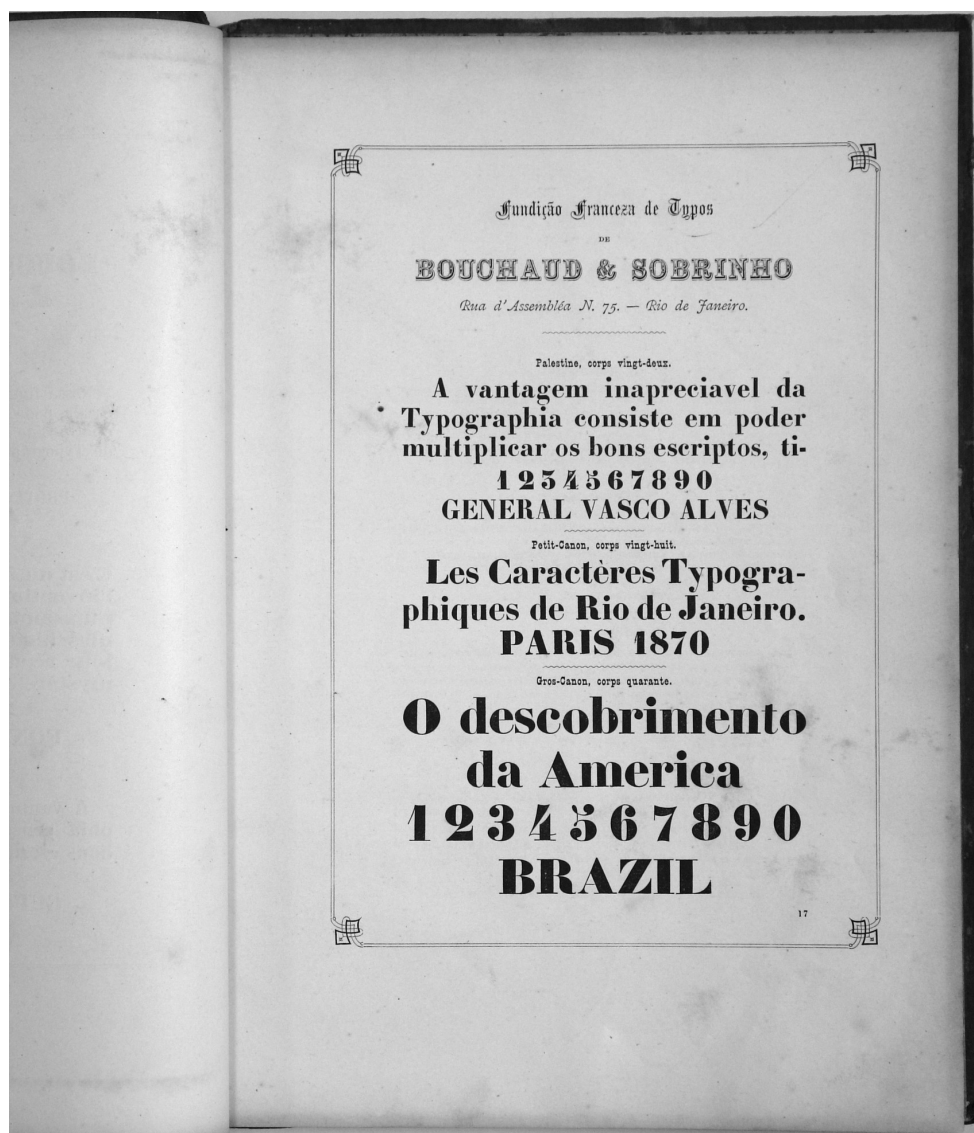 Fundição Franceza de Typos
DE
BOUCHAUD & SOBRINHO
Rua d'Assembléa N. 75. — Rio de Janeiro.
Palestine, corps vingt-deux.
A vantagem inapreciavel da
Typographia consiste em poder
multiplicar os bons escriptos, ti-
1234567890
GENERAL VASCO ALVES
Petit-Canon, corps vingt-huit.
Les Caractères Typogra-
phiques de Rio de Janeiro.
PARIS 1870
Gros-Canon, corps quarante.
O descobrimento
da America
1234567890
BRAZIL
17